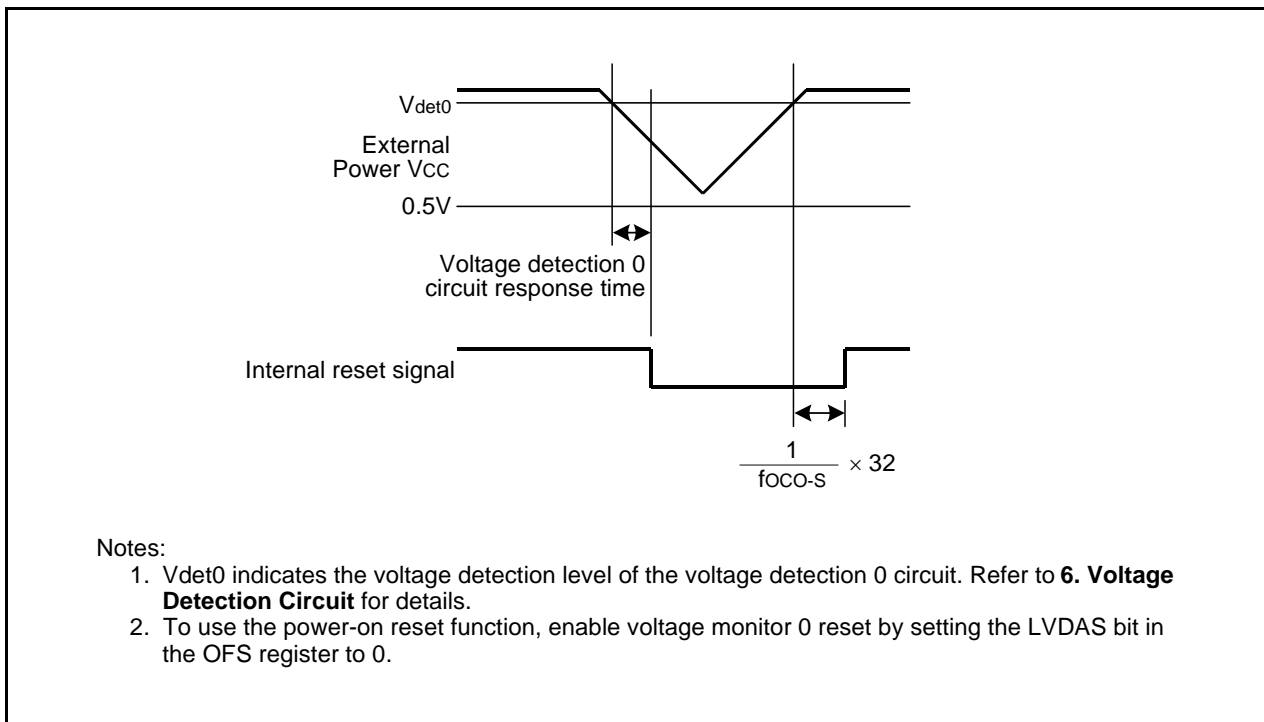 Vdet0
External
Power VCC
0.5V
Voltage detection 0
circuit response time
Internal reset signal
1
fOCO-S
× 32
Notes:
1. Vdet0 indicates the voltage detection level of the voltage detection 0 circuit. Refer to 6. Voltage
Detection Circuit for details.
2. To use the power-on reset function, enable voltage monitor 0 reset by setting the LVDAS bit in
the OFS register to 0.